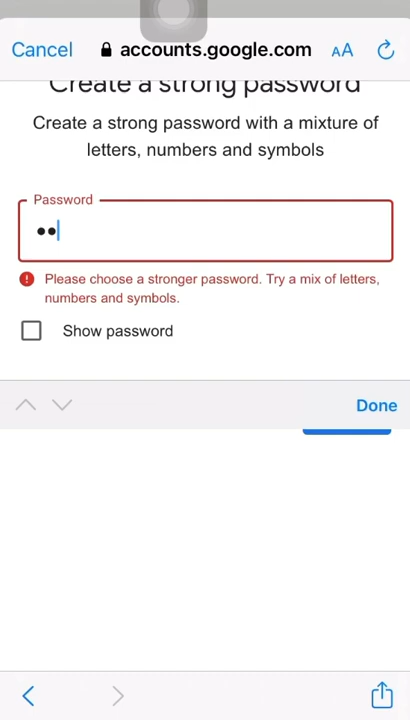 Cancel accounts.google.com AA
Create a strong password
Create a strong password with a mixture of
letters, numbers and symbols
Password
••
Please choose a stronger password. Try a mix of letters,
numbers and symbols.
Show password
Done